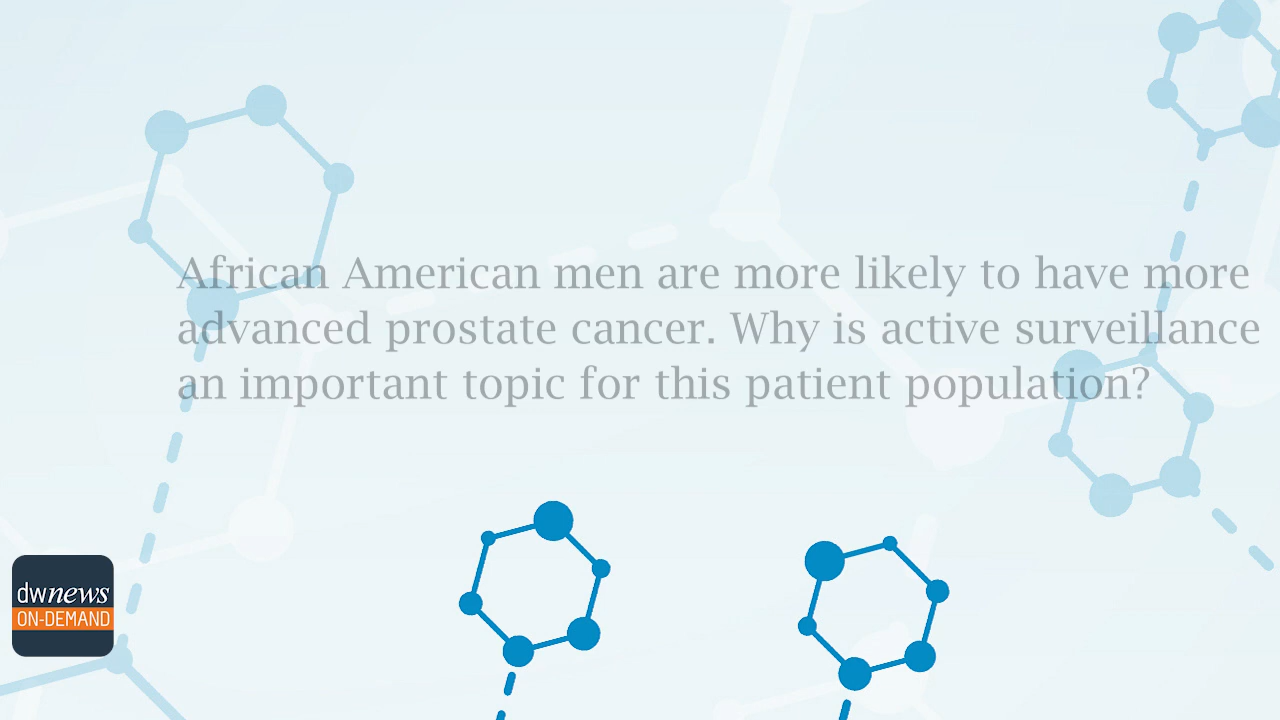 African American men are more likely to have more
advanced prostate cancer. Why is active surveillance
an important topic for this patient population?
dwnews
ON-DEMAND